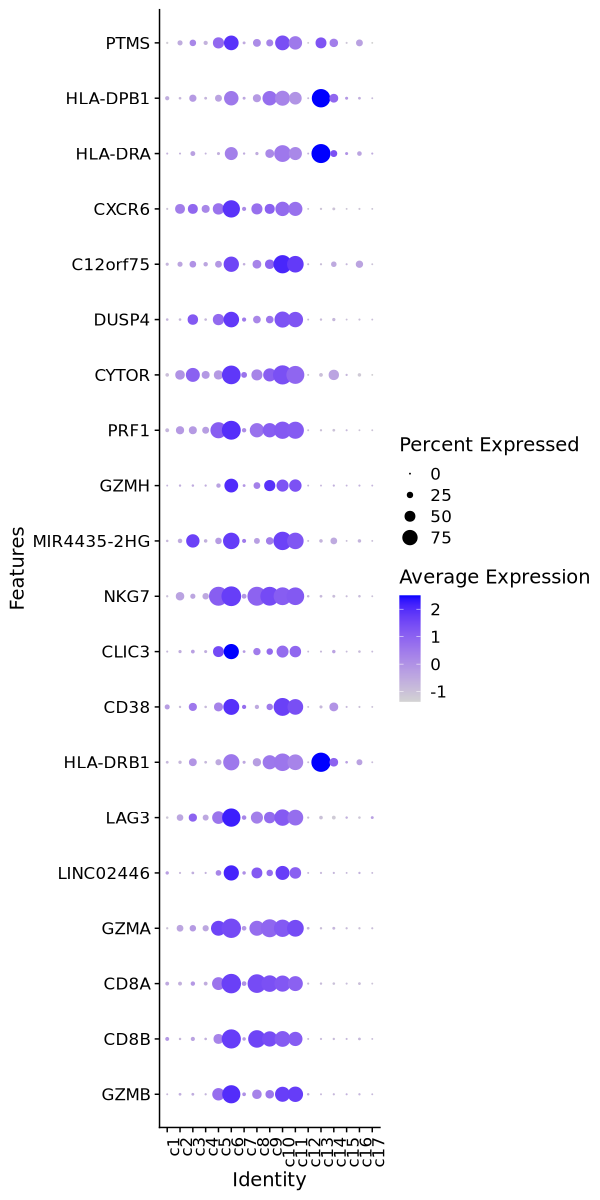 PTMS
HLA-DPB1
HLA-DRA
CXCR6
C12orf75
DUSP4
CYTOR
PRF1
GZMH
MIR4435-2HG
NKG7
CLIC3
CD38
HLA-DRB1
LAG3
LINC02446
GZMA
CD8A
CD8B
GZMB
Features
c1
c2
c3
c4
c5
c6
c7
c8
c9
c10
c11
c12
c13
c14
c15
c16
c17
Identity
Percent Expressed
0
25
50
75
Average Expression
2
1
0
-1